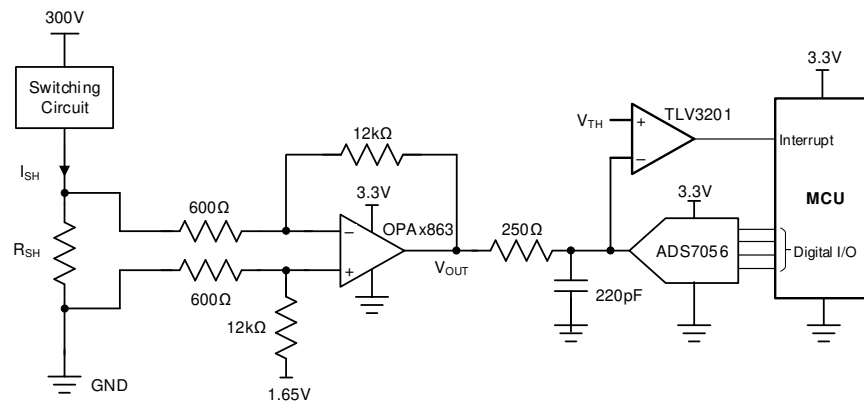 300V
Switching
Circuit
I_SH
R_SH
GND
600Ω
600Ω
12kΩ
12kΩ
1.65V
3.3V
OPAx863
−
+
V_OUT
250Ω
220pF
V_TH
+
−
TLV3201
3.3V
ADS7056
3.3V
Interrupt
MCU
Digital I/O